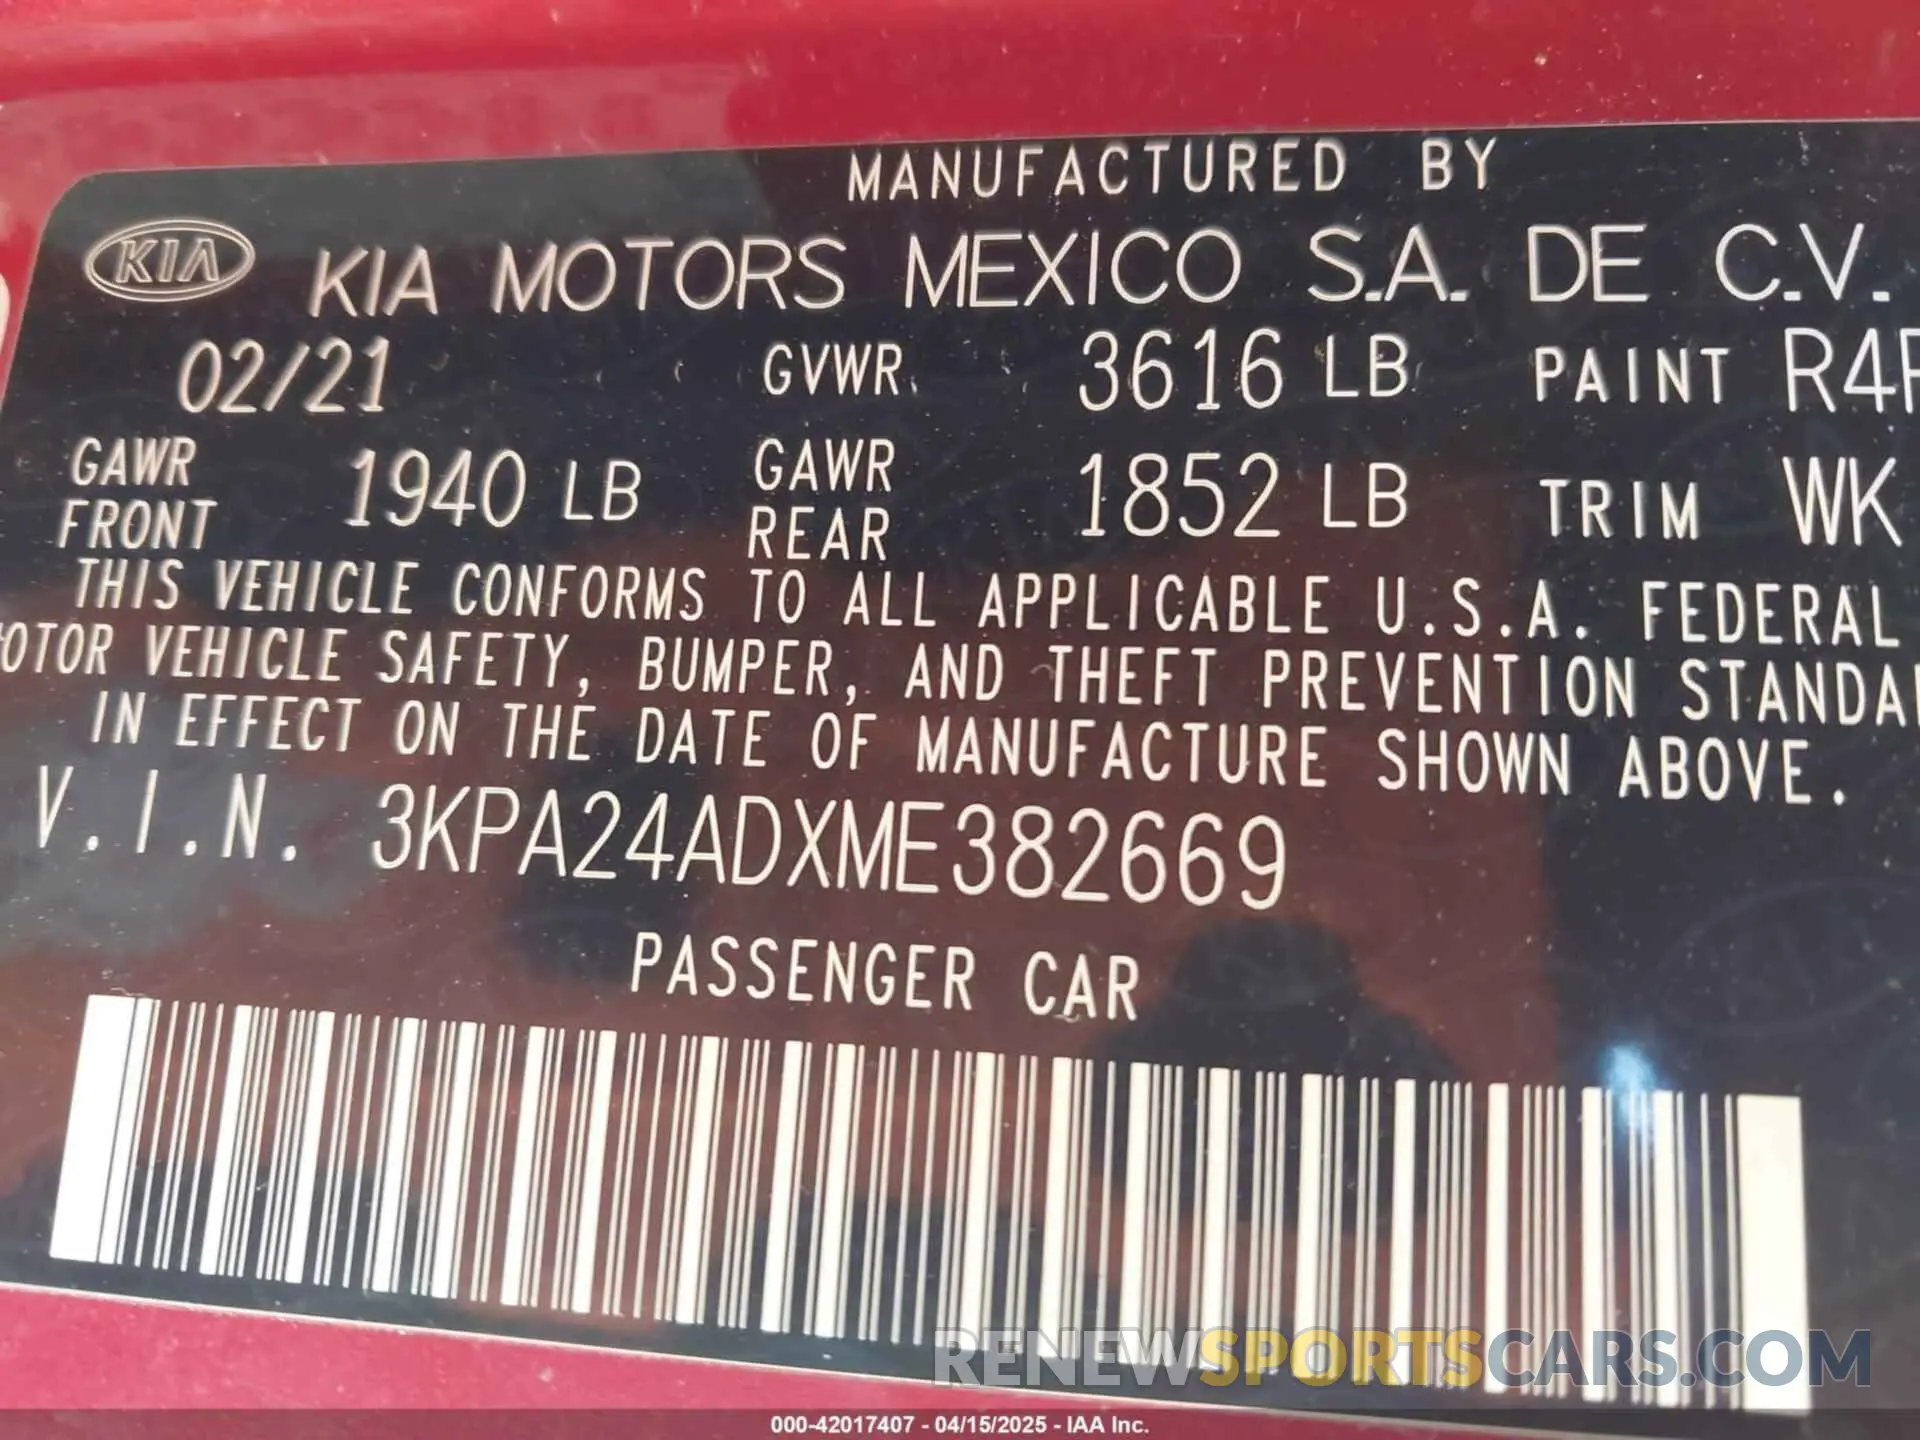 MANUFACTURED BY
KIA KIA MOTORS MEXICO S.A. DE C.V.
02/21 GVWR 3616 LB PAINT R4R
GAWR FRONT 1940 LB GAWR REAR 1852 LB TRIM WK
THIS VEHICLE CONFORMS TO ALL APPLICABLE U.S.A. FEDERAL
OTOR VEHICLE SAFETY, BUMPER, AND THEFT PREVENTION STANDA
IN EFFECT ON THE DATE OF MANUFACTURE SHOWN ABOVE.
V.I.N. 3KPA24ADXME382669
PASSENGER CAR
RENEWSPORTSCARS.COM
000-42017407 - 04/15/2025 - IAA Inc.